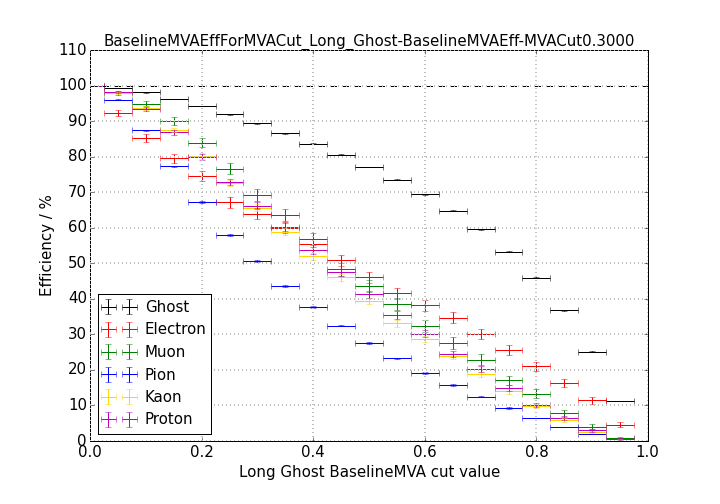 BaselineMVAEffForMVACut_Long_Ghost-BaselineMVAEff-MVACut0.3000
110
100
90
80
70
60
50
40
30
20
10
0
Efficiency / %
Ghost
Electron
Muon
Pion
Kaon
Proton
0.0 0.2 0.4 0.6 0.8 1.0
Long Ghost BaselineMVA cut value